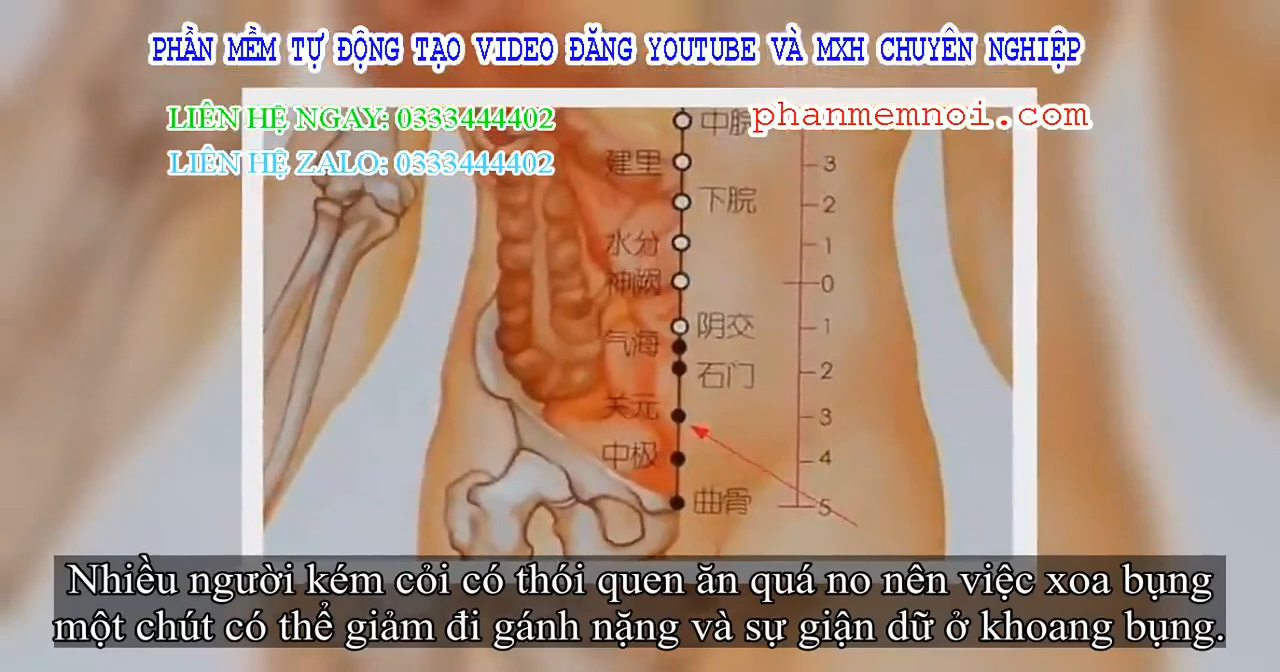 PHẦN MỀM TỰ ĐỘNG TẠO VIDEO ĐĂNG YOUTUBE VÀ MXH CHUYÊN NGHIỆP
LIÊN HỆ NGAY: 0333444402
phanmemnoi.com
LIÊN HỆ ZALO: 0333444402
中脘
建里
3
下脘
2
水分
1
神阙
0
阴交
1
气海
石门
2
关元
3
中极
4
曲骨
5
Nhiều người kém cỏi có thói quen ăn quá no nên việc xoa bụng
một chút có thể giảm đi gánh nặng và sự giận dữ ở khoang bụng.